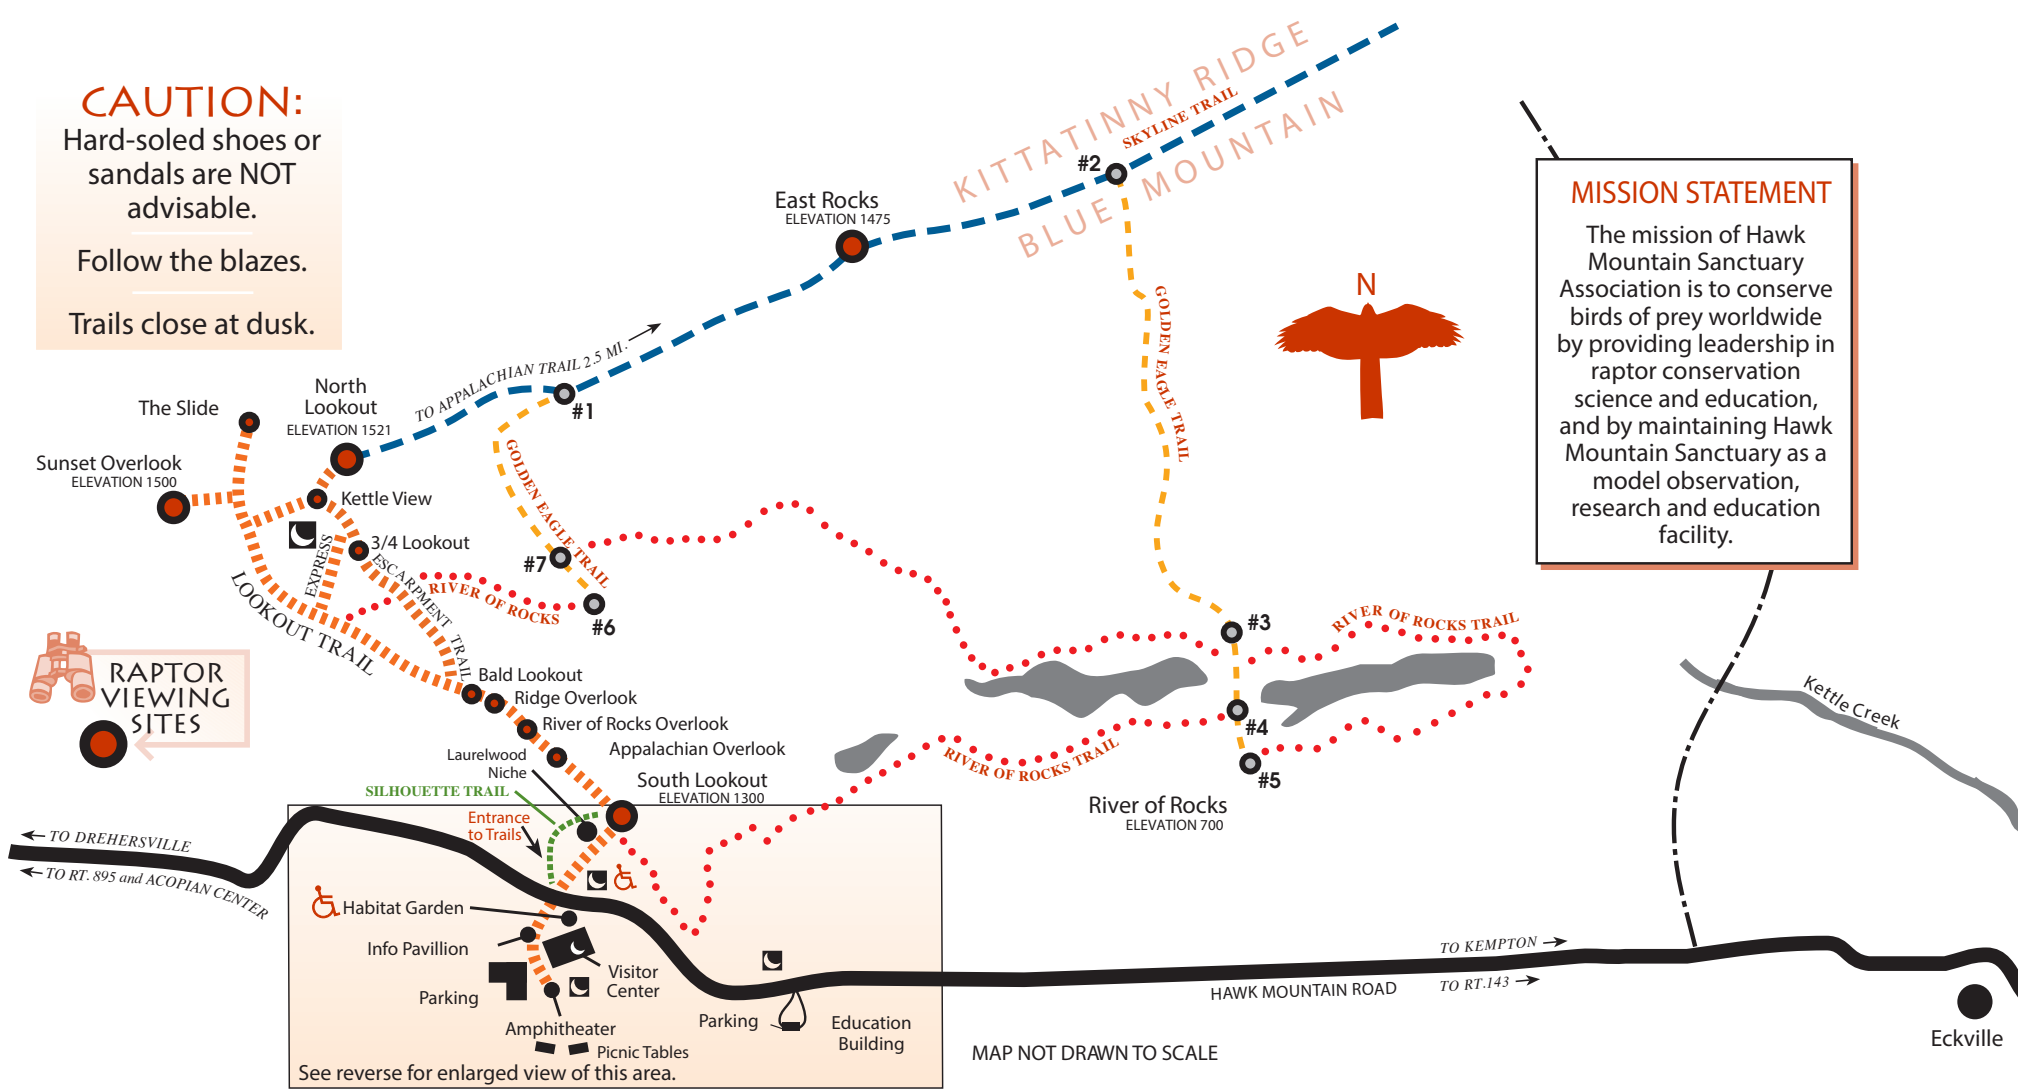 CAUTION:
Hard-soled shoes or
sandals are NOT
advisable.
Follow the blazes.
Trails close at dusk.
KITTATINNY RIDGE
SKYLINE TRAIL
BLUE MOUNTAIN
#2
East Rocks
ELEVATION 1475
N
MISSION STATEMENT
The mission of Hawk
Mountain Sanctuary
Association is to conserve
birds of prey worldwide
by providing leadership in
raptor conservation
science and education,
and by maintaining Hawk
Mountain Sanctuary as a
model observation,
research and education
facility.
GOLDEN EAGLE TRAIL
TO APPALACHIAN TRAIL 2.5 MI.
#1
North
Lookout
ELEVATION 1521
The Slide
Sunset Overlook
ELEVATION 1500
Kettle View
3/4 Lookout
EXPRESS
ESCARPMENT TRAIL
LOOKOUT TRAIL
GOLDEN EAGLE TRAIL
#7
RIVER OF ROCKS
#6
#3
RIVER OF ROCKS TRAIL
RAPTOR
VIEWING
SITES
Bald Lookout
Ridge Overlook
River of Rocks Overlook
Appalachian Overlook
Laurelwood
Niche
South Lookout
ELEVATION 1300
SILHOUETTE TRAIL
Entrance
to Trails
#4
RIVER OF ROCKS TRAIL
#5
River of Rocks
ELEVATION 700
Kettle Creek
TO DREHERSVILLE
TO RT. 895 and ACOPIAN CENTER
Habitat Garden
Info Pavillion
Visitor
Center
Parking
Amphitheater
Picnic Tables
Parking
Education
Building
See reverse for enlarged view of this area.
TO KEMPTON
HAWK MOUNTAIN ROAD
TO RT.143
Eckville
MAP NOT DRAWN TO SCALE